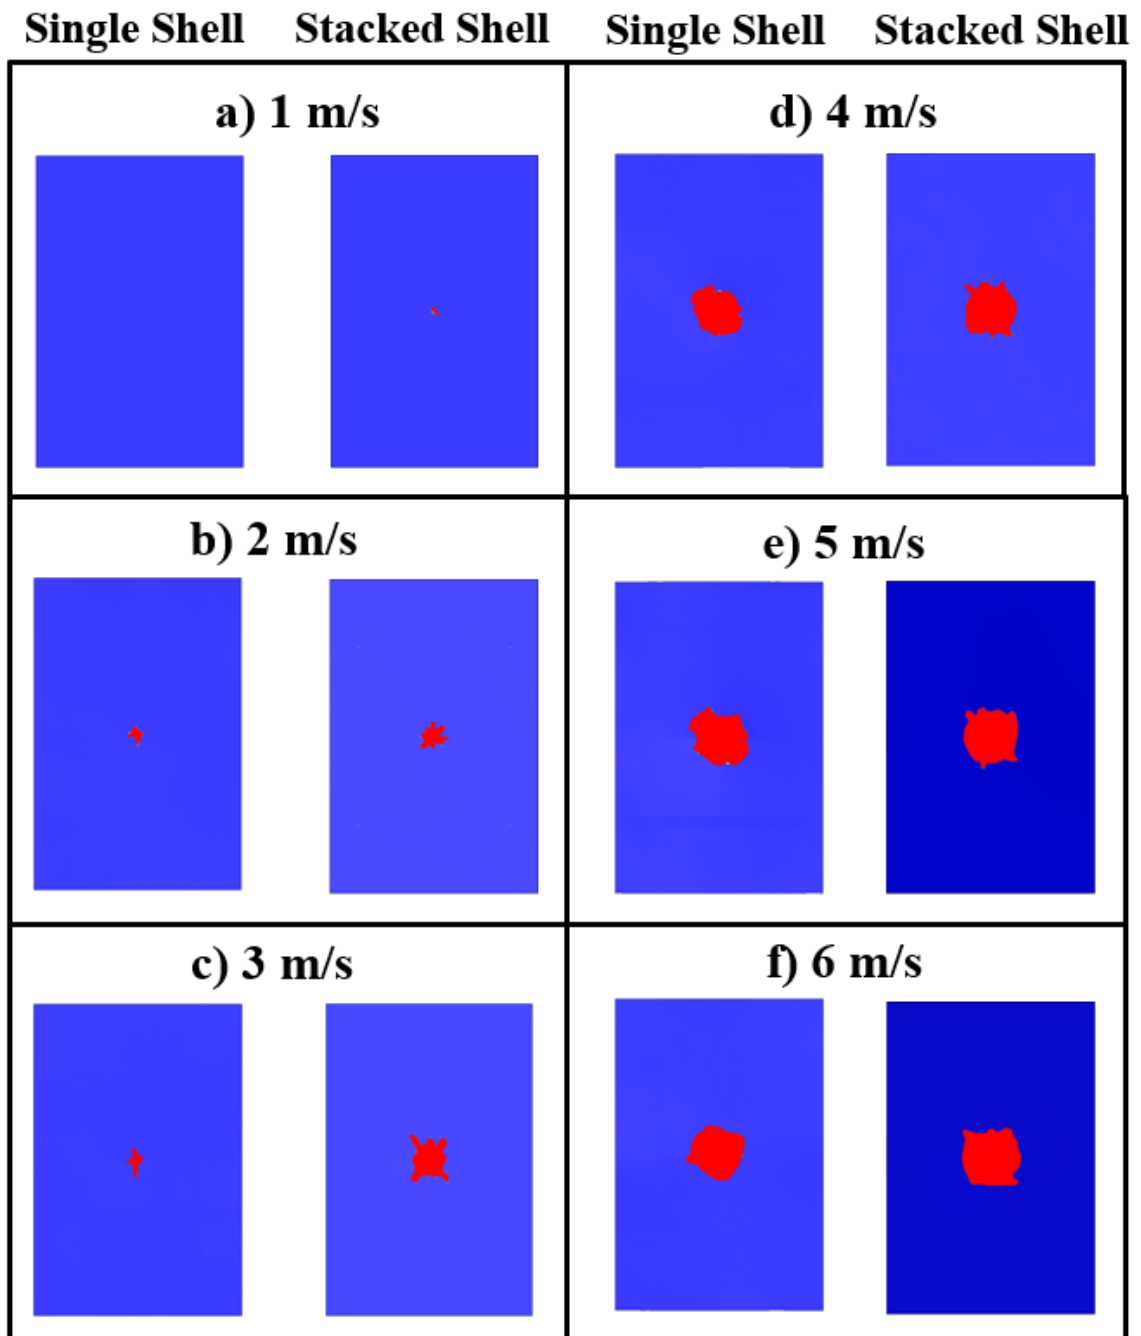 Single Shell Stacked Shell Single Shell Stacked Shell
a) 1 m/s
d) 4 m/s
b) 2 m/s
e) 5 m/s
c) 3 m/s
f) 6 m/s